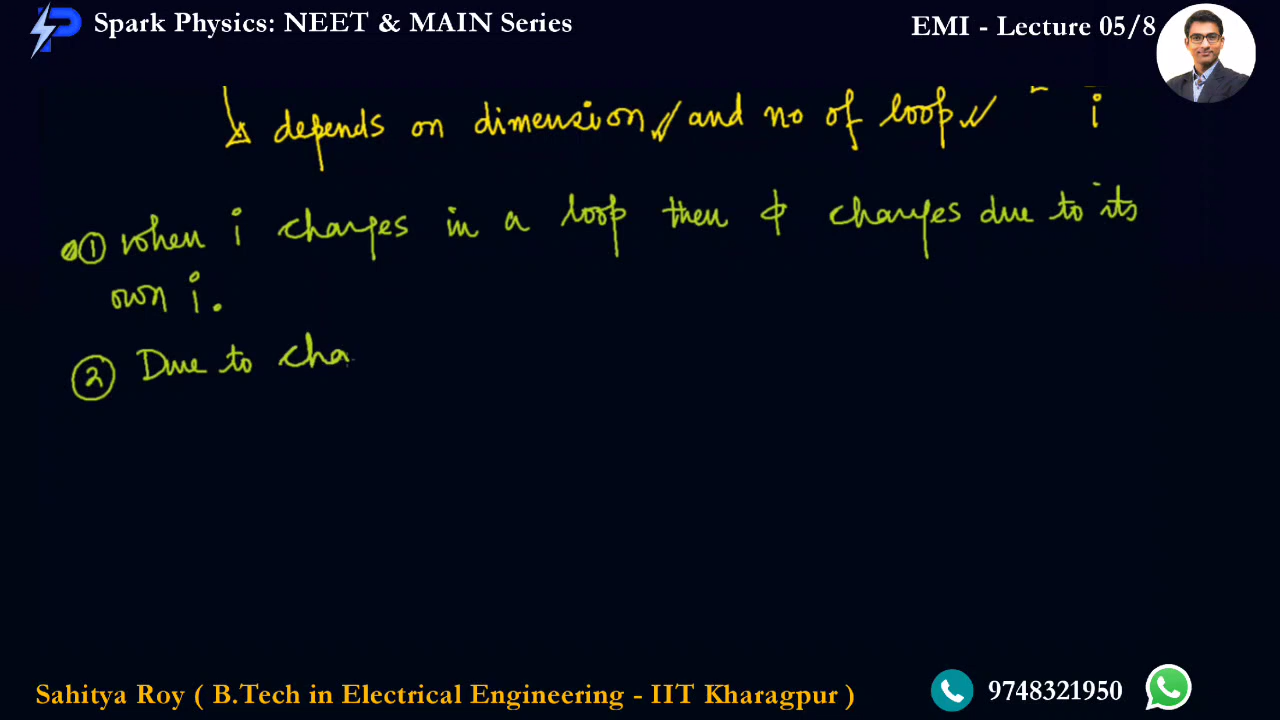 Spark Physics: NEET & MAIN Series
EMI - Lecture 05/8
depends on dimension and no of loop i
① When i changes in a loop then ϕ changes due to its
own i.
② Due to cha
Sahitya Roy ( B.Tech in Electrical Engineering - IIT Kharagpur )
9748321950